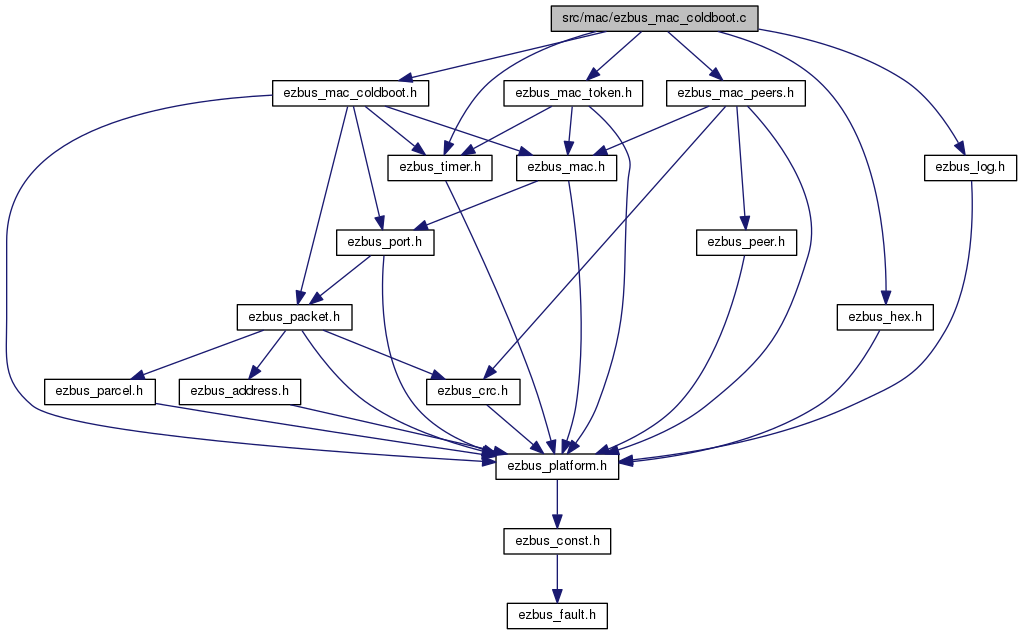 src/mac/ezbus_mac_coldboot.c
ezbus_mac_coldboot.h
ezbus_mac_token.h
ezbus_mac_peers.h
ezbus_timer.h
ezbus_mac.h
ezbus_log.h
ezbus_port.h
ezbus_peer.h
ezbus_packet.h
ezbus_hex.h
ezbus_parcel.h
ezbus_address.h
ezbus_crc.h
ezbus_platform.h
ezbus_const.h
ezbus_fault.h